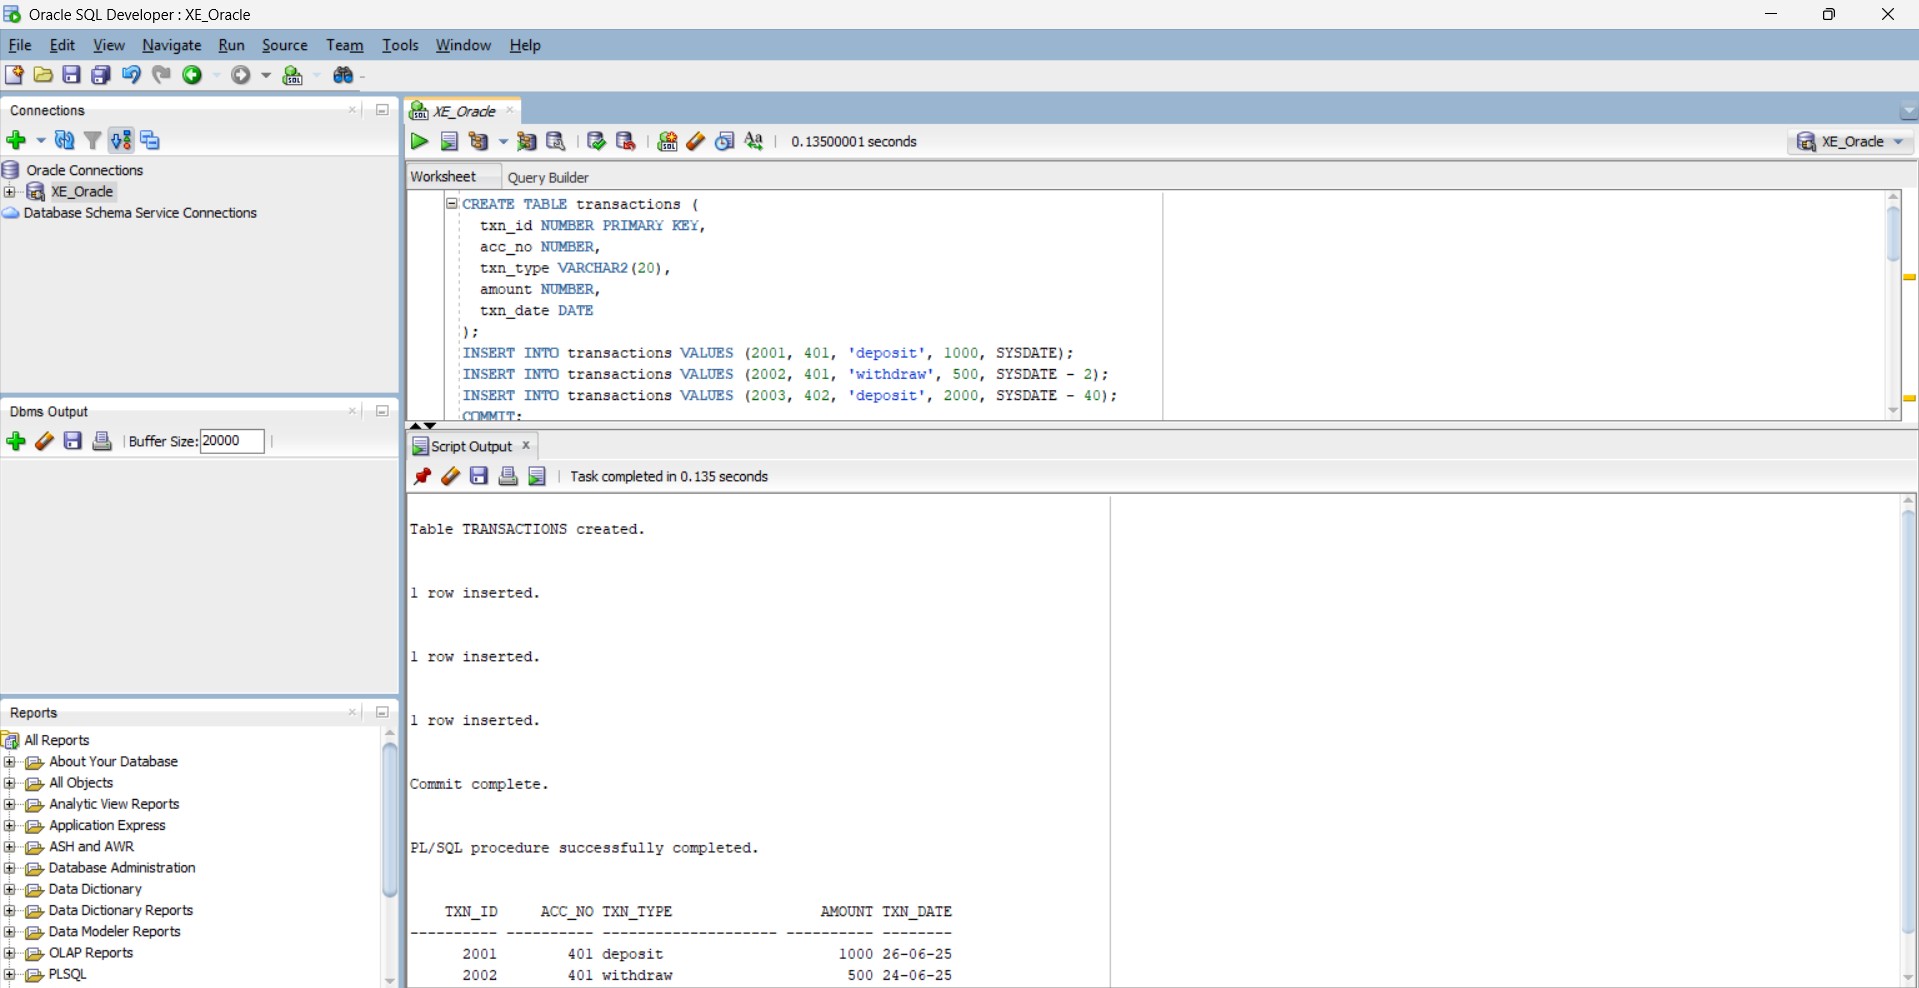 Oracle SQL Developer : XE_Oracle
File Edit View Navigate Run Source Team Tools Window Help
Connections
Oracle Connections
XE_Oracle
Database Schema Service Connections
Dbms Output
Buffer Size: 20000
Reports
All Reports
About Your Database
All Objects
Analytic View Reports
Application Express
ASH and AWR
Database Administration
Data Dictionary
Data Dictionary Reports
Data Modeler Reports
OLAP Reports
PLSQL
XE_Oracle
0.13500001 seconds
XE_Oracle
Worksheet Query Builder
CREATE TABLE transactions (
txn_id NUMBER PRIMARY KEY,
acc_no NUMBER,
txn_type VARCHAR2(20),
amount NUMBER,
txn_date DATE
);
INSERT INTO transactions VALUES (2001, 401, 'deposit', 1000, SYSDATE);
INSERT INTO transactions VALUES (2002, 401, 'withdraw', 500, SYSDATE - 2);
INSERT INTO transactions VALUES (2003, 402, 'deposit', 2000, SYSDATE - 40);
COMMIT;
Script Output
Task completed in 0.135 seconds
Table TRANSACTIONS created.
1 row inserted.
1 row inserted.
1 row inserted.
Commit complete.
PL/SQL procedure successfully completed.
TXN_ID ACC_NO TXN_TYPE AMOUNT TXN_DATE
---------- ---------- -------------------- ---------- --------
2001 401 deposit 1000 26-06-25
2002 401 withdraw 500 24-06-25